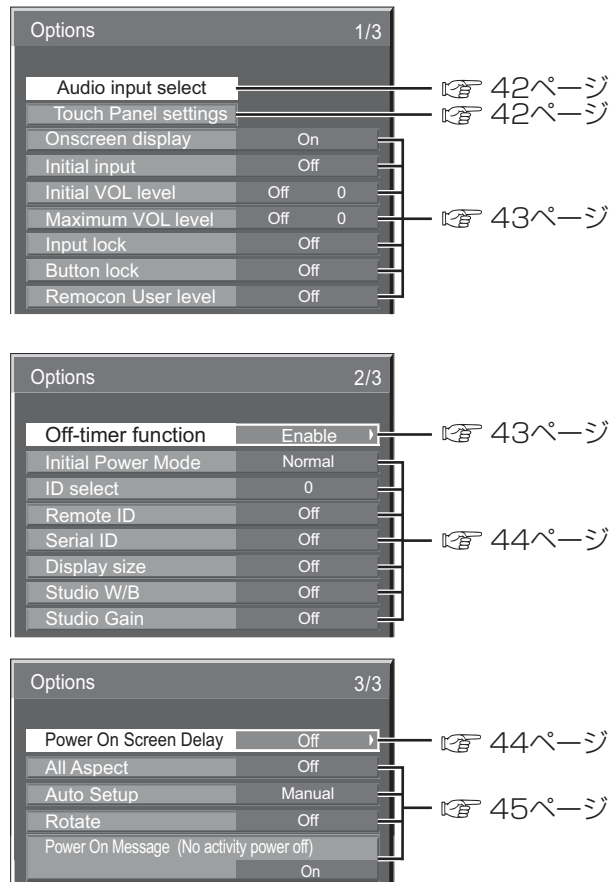 Options 1/3
Audio input select ☞ 42ページ
Touch Panel settings ☞ 42ページ
Onscreen display On
Initial input Off
Initial VOL level Off 0
Maximum VOL level Off 0 ☞ 43ページ
Input lock Off
Button lock Off
Remocon User level Off
Options 2/3
Off-timer function Enable ☞ 43ページ
Initial Power Mode Normal
ID select 0
Remote ID Off
Serial ID Off ☞ 44ページ
Display size Off
Studio W/B Off
Studio Gain Off
Options 3/3
Power On Screen Delay Off ☞ 44ページ
All Aspect Off
Auto Setup Manual
Rotate Off ☞ 45ページ
Power On Message (No activity power off)
On